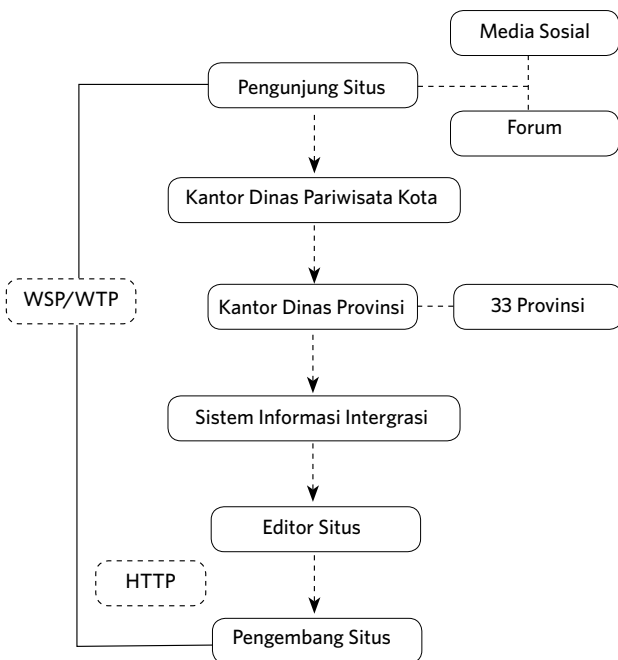 Media Sosial
Pengunjung Situs
Forum
Kantor Dinas Pariwisata Kota
WSP/WTP
Kantor Dinas Provinsi
33 Provinsi
Sistem Informasi Intergrasi
Editor Situs
HTTP
Pengembang Situs